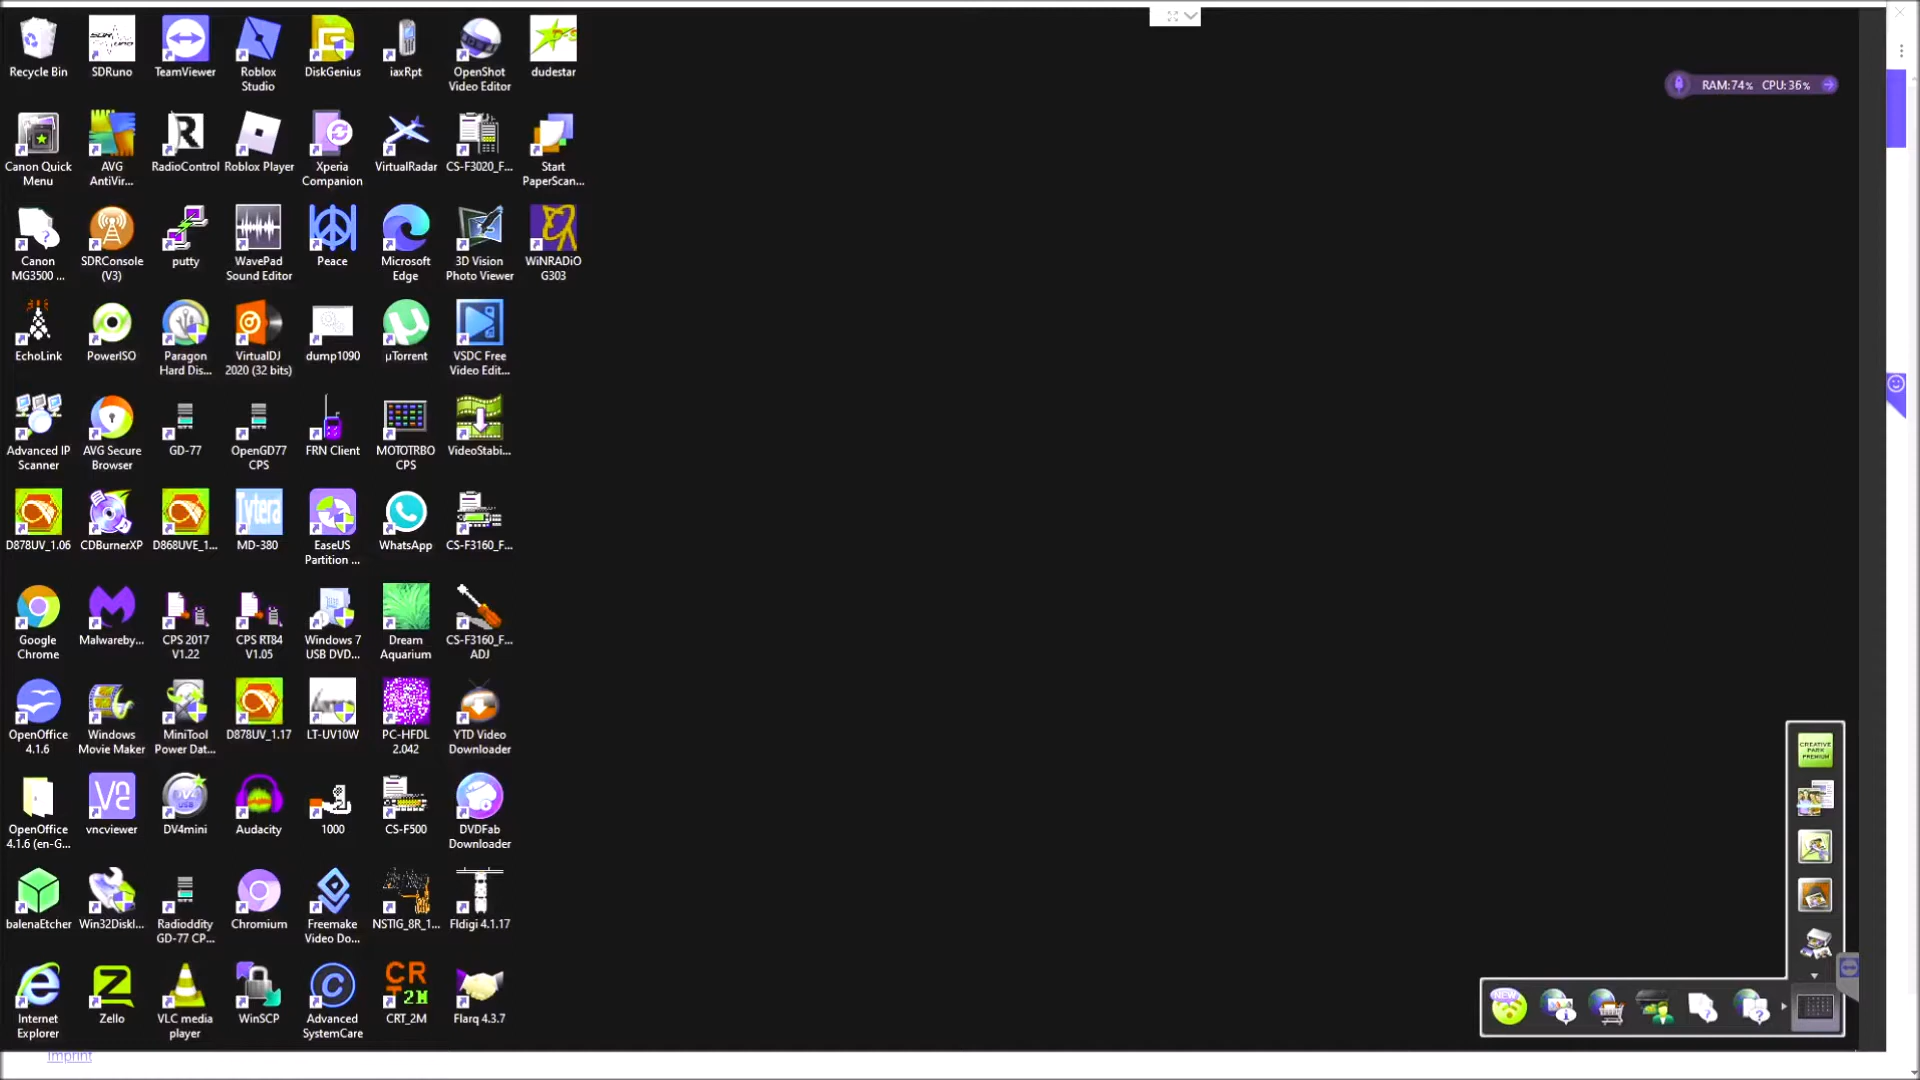 Recycle Bin
SDRuno
TeamViewer
Roblox
Studio
DiskGenius
iaxRpt
OpenShot
Video Editor
dudestar
RAM:74% CPU:36%
Canon Quick
Menu
AVG
AntiVir...
RadioControl
Roblox Player
Xperia
Companion
VirtualRadar
CS-F3020_F...
Start
PaperScan...
Canon
MG3500 ...
SDRConsole
(V3)
putty
WavePad
Sound Editor
Peace
Microsoft
Edge
3D Vision
Photo Viewer
WiNRADiO
G303
EchoLink
PowerISO
Paragon
Hard Dis...
VirtualDJ
2020 (32 bits)
dump1090
µTorrent
VSDC Free
Video Edit...
Advanced IP
Scanner
AVG Secure
Browser
GD-77
OpenGD77
CPS
FRN Client
MOTOTRBO
CPS
VideoStabi...
D878UV_1.06
CDBurnerXP
D868UVE_1...
Tytera
MD-380
EaseUS
Partition ...
WhatsApp
CS-F3160_F...
Google
Chrome
Malwareby...
CPS 2017
V1.22
CPS RT84
V1.05
Windows 7
USB DVD...
Dream
Aquarium
CS-F3160_F...
ADJ
OpenOffice
4.1.6
Windows
Movie Maker
MiniTool
Power Dat...
D878UV_1.17
LT-UV10W
PC-HFDL
2.042
YTD Video
Downloader
CREATIVE
PARK
PREMIUM
OpenOffice
4.1.6 (en-G...
vncviewer
DV4mini
Audacity
1000
CS-F500
DVDFab
Downloader
balenaEtcher
Win32DiskI...
Radioddity
GD-77 CP...
Chromium
Freemake
Video Do...
NSTIG_8R_1...
Fldigi 4.1.17
Internet
Explorer
Zello
VLC media
player
WinSCP
Advanced
SystemCare
CR
T2M
CRT_2M
Flarq 4.3.7
NEW
Imprint